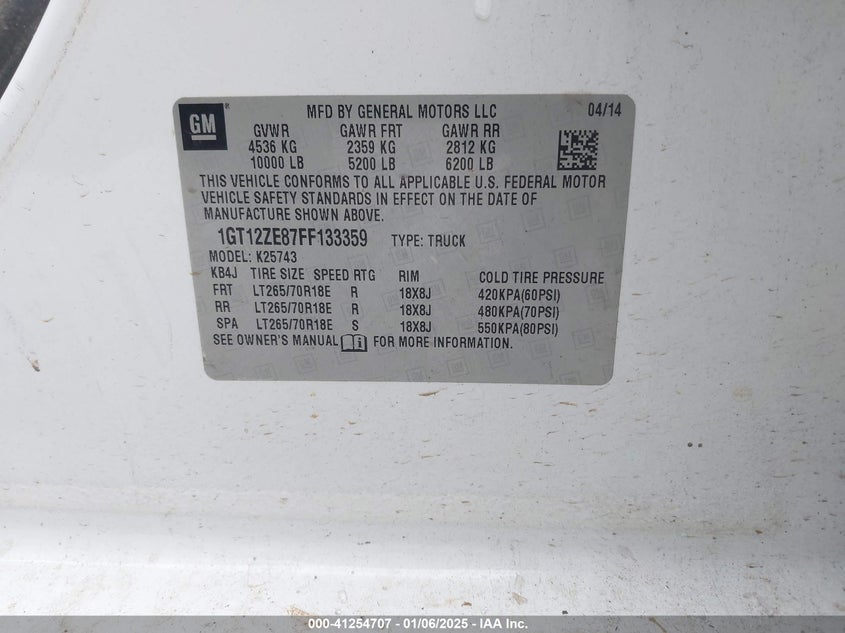 GM ® MFD BY GENERAL MOTORS LLC 04/14
GVWR GAWR FRT GAWR RR
4536 KG 2359 KG 2812 KG
10000 LB 5200 LB 6200 LB
THIS VEHICLE CONFORMS TO ALL APPLICABLE U.S. FEDERAL MOTOR
VEHICLE SAFETY STANDARDS IN EFFECT ON THE DATE OF
MANUFACTURE SHOWN ABOVE.
1GT12ZE87FF133359 TYPE: TRUCK
MODEL: K25743
KB4J TIRE SIZE SPEED RTG RIM COLD TIRE PRESSURE
FRT LT265/70R18E R 18X8J 420KPA(60PSI)
RR LT265/70R18E R 18X8J 480KPA(70PSI)
SPA LT265/70R18E S 18X8J 550KPA(80PSI)
SEE OWNER'S MANUAL i FOR MORE INFORMATION.
000-41254707 - 01/06/2025 - IAA Inc.